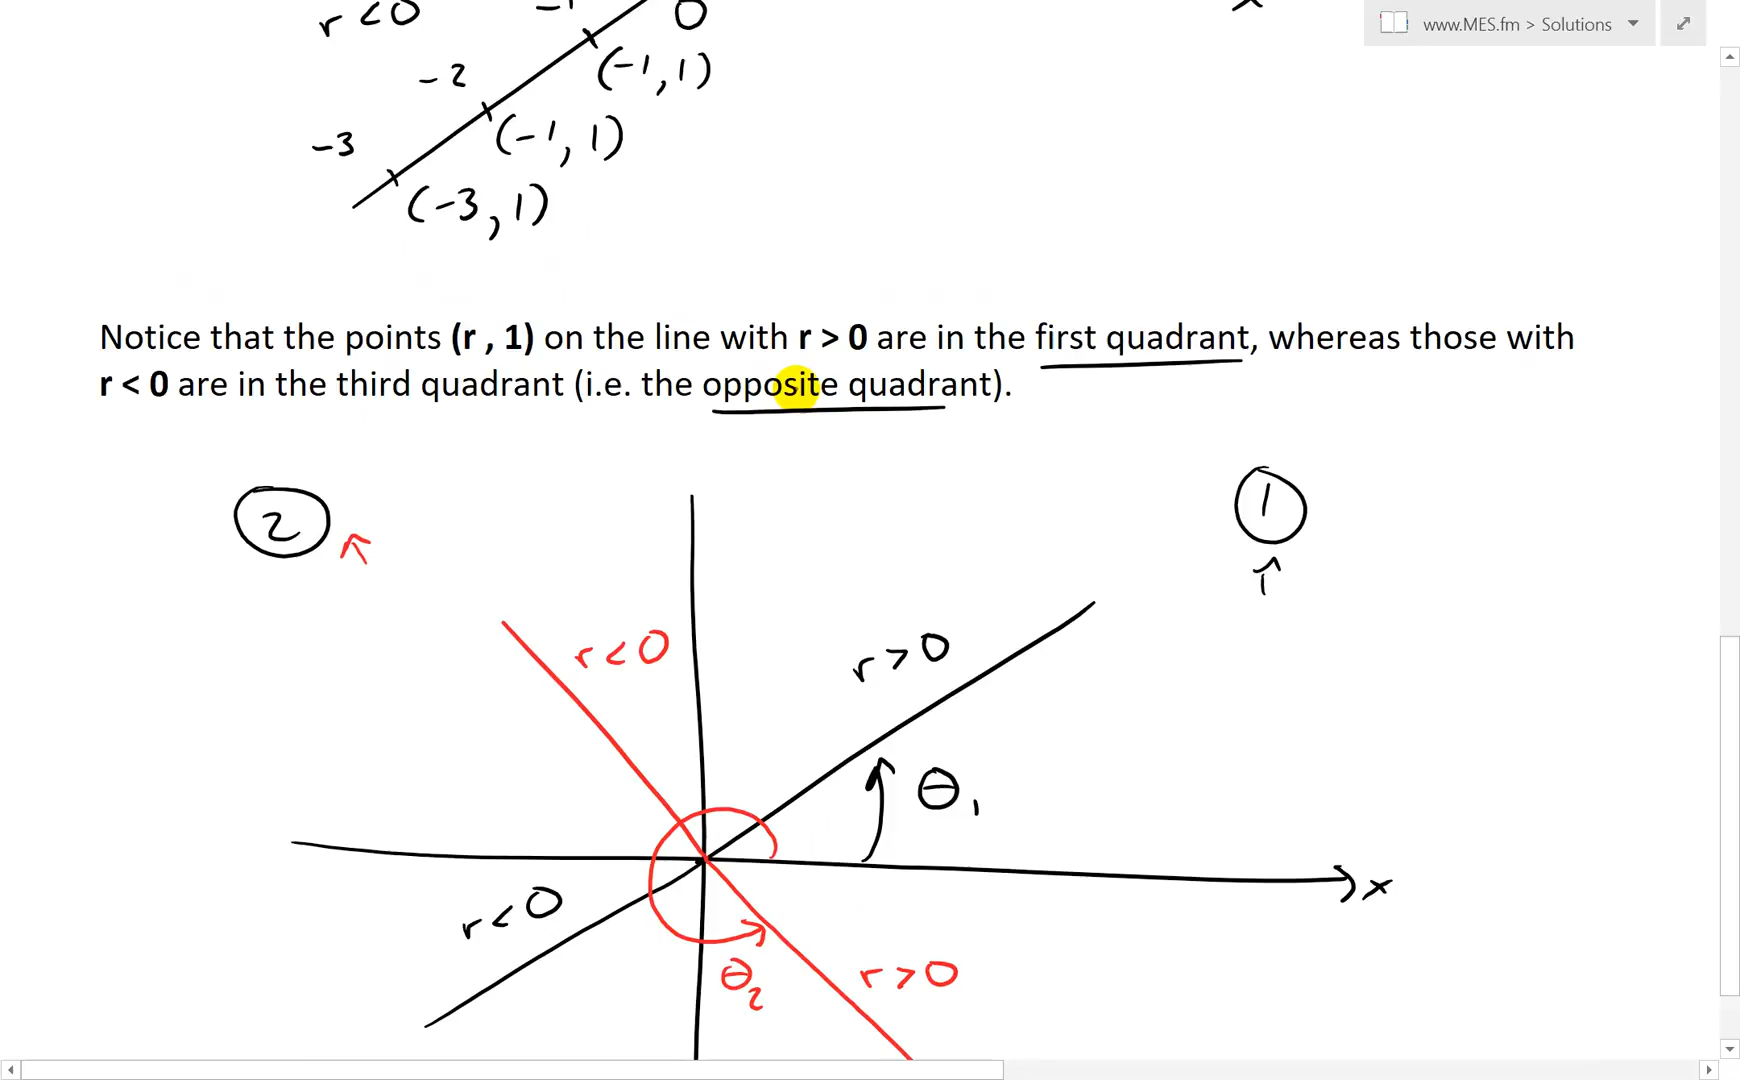 r < 0
-1
0
x
www.MES.fm > Solutions
(-1, 1)
-2
(-1, 1)
-3
(-3, 1)
Notice that the points (r , 1) on the line with r > 0 are in the first quadrant, whereas those with
r < 0 are in the third quadrant (i.e. the opposite quadrant).
2
1
r < 0
r > 0
θ₁
x
r < 0
θ₂
r > 0